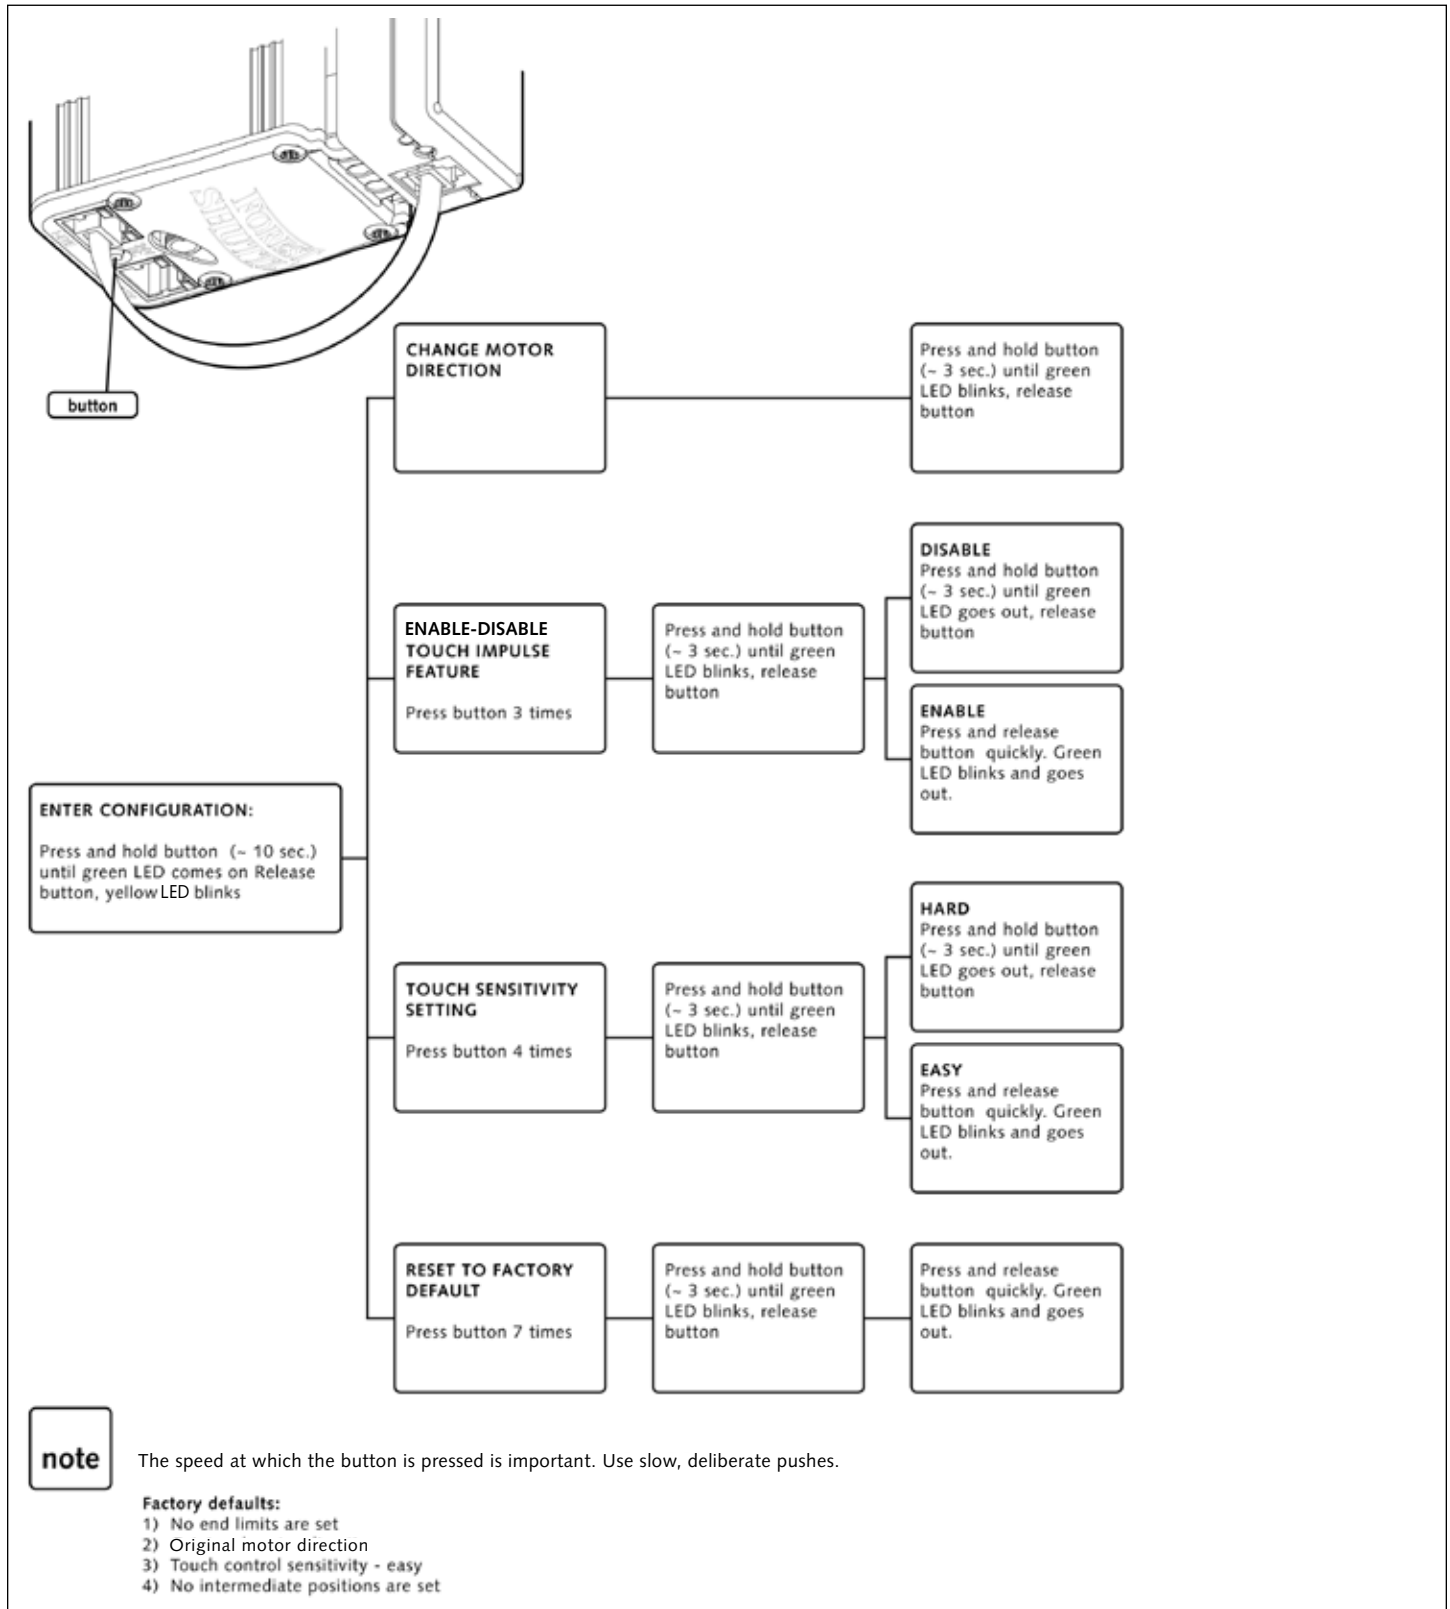 FOREST
SHUTTLE
button
CHANGE MOTOR
DIRECTION
Press and hold button
(~ 3 sec.) until green
LED blinks, release
button
ENABLE-DISABLE
TOUCH IMPULSE
FEATURE
Press button 3 times
Press and hold button
(~ 3 sec.) until green
LED blinks, release
button
DISABLE
Press and hold button
(~ 3 sec.) until green
LED goes out, release
button
ENABLE
Press and release
button quickly. Green
LED blinks and goes
out.
ENTER CONFIGURATION:
Press and hold button (~ 10 sec.)
until green LED comes on Release
button, yellow LED blinks
TOUCH SENSITIVITY
SETTING
Press button 4 times
Press and hold button
(~ 3 sec.) until green
LED blinks, release
button
HARD
Press and hold button
(~ 3 sec.) until green
LED goes out, release
button
EASY
Press and release
button quickly. Green
LED blinks and goes
out.
RESET TO FACTORY
DEFAULT
Press button 7 times
Press and hold button
(~ 3 sec.) until green
LED blinks, release
button
Press and release
button quickly. Green
LED blinks and goes
out.
note
The speed at which the button is pressed is important. Use slow, deliberate pushes.
Factory defaults:
1) No end limits are set
2) Original motor direction
3) Touch control sensitivity - easy
4) No intermediate positions are set